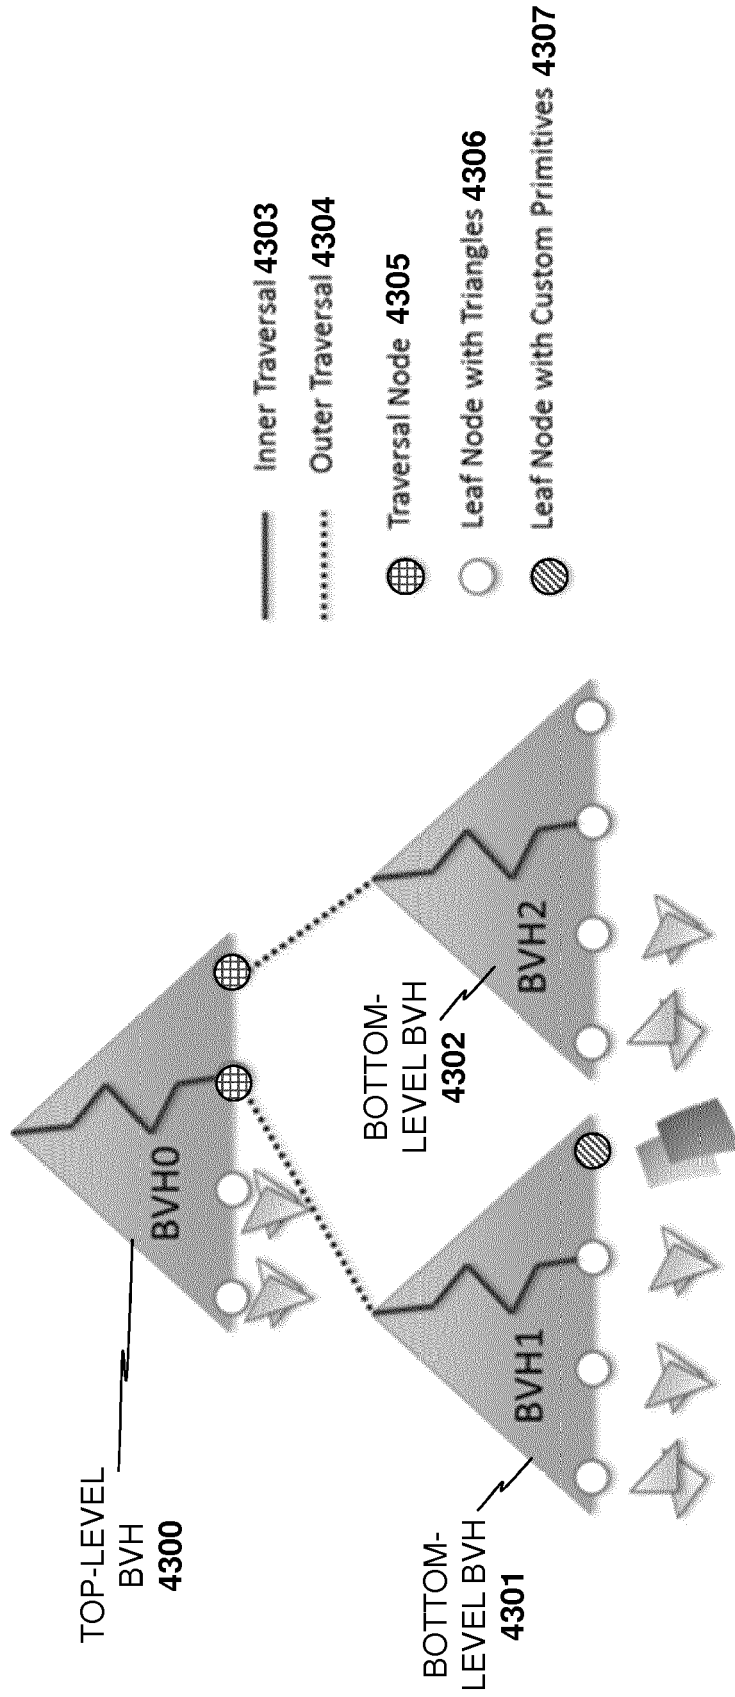 TOP-LEVEL
BVH
4300
BVH0
BOTTOM-
LEVEL BVH
4301
BVH1
BOTTOM-
LEVEL BVH
4302
BVH2
Inner Traversal 4303
Outer Traversal 4304
Traversal Node 4305
Leaf Node with Triangles 4306
Leaf Node with Custom Primitives 4307